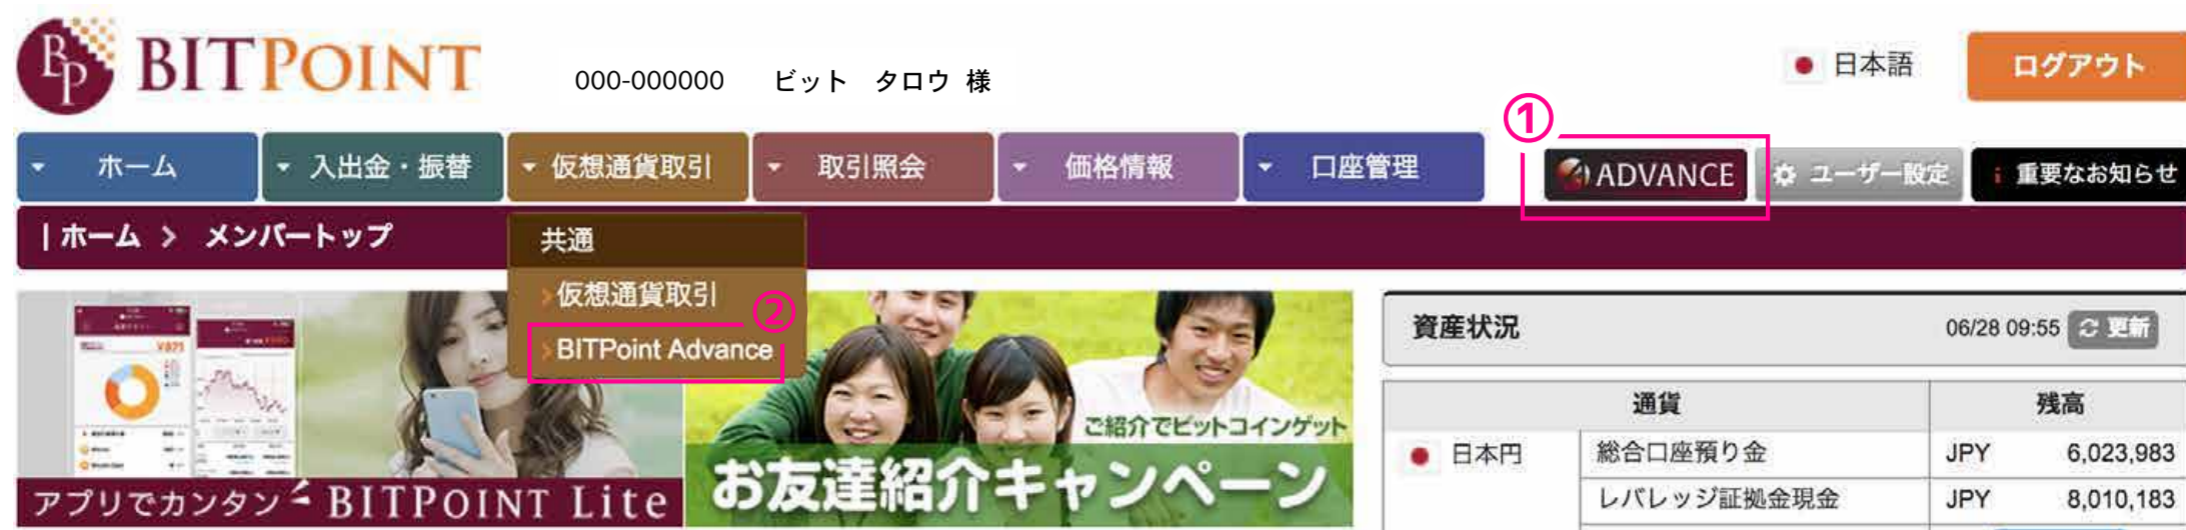 BP BITPOINT
000-000000 ビット タロウ 様
日本語
ログアウト
①
ホーム
入出金・振替
仮想通貨取引
取引照会
価格情報
口座管理
ADVANCE
ユーザー設定
i 重要なお知らせ
|ホーム > メンバートップ
共通
>仮想通貨取引
②
>BITPoint Advance
アプリでカンタン BITPOINT Lite
ご紹介でビットコインゲット
お友達紹介キャンペーン
資産状況
06/28 09:55 更新
通貨 残高
日本円 総合口座預り金 JPY 6,023,983
レバレッジ証拠金現金 JPY 8,010,183